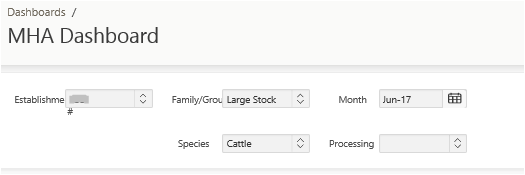 Dashboards /
MHA Dashboard
Establishme Family/Grou Large Stock Month Jun-17
#
Species Cattle Processing